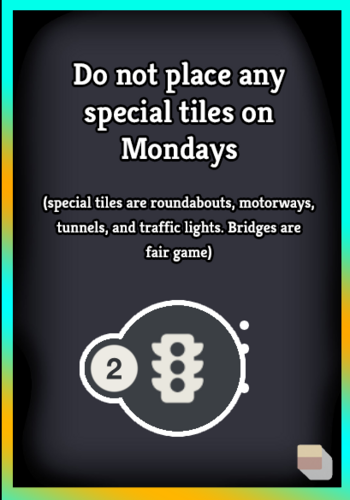 Do not place any
special tiles on
Mondays
(special tiles are roundabouts, motorways,
tunnels, and traffic lights. Bridges are
fair game)
2